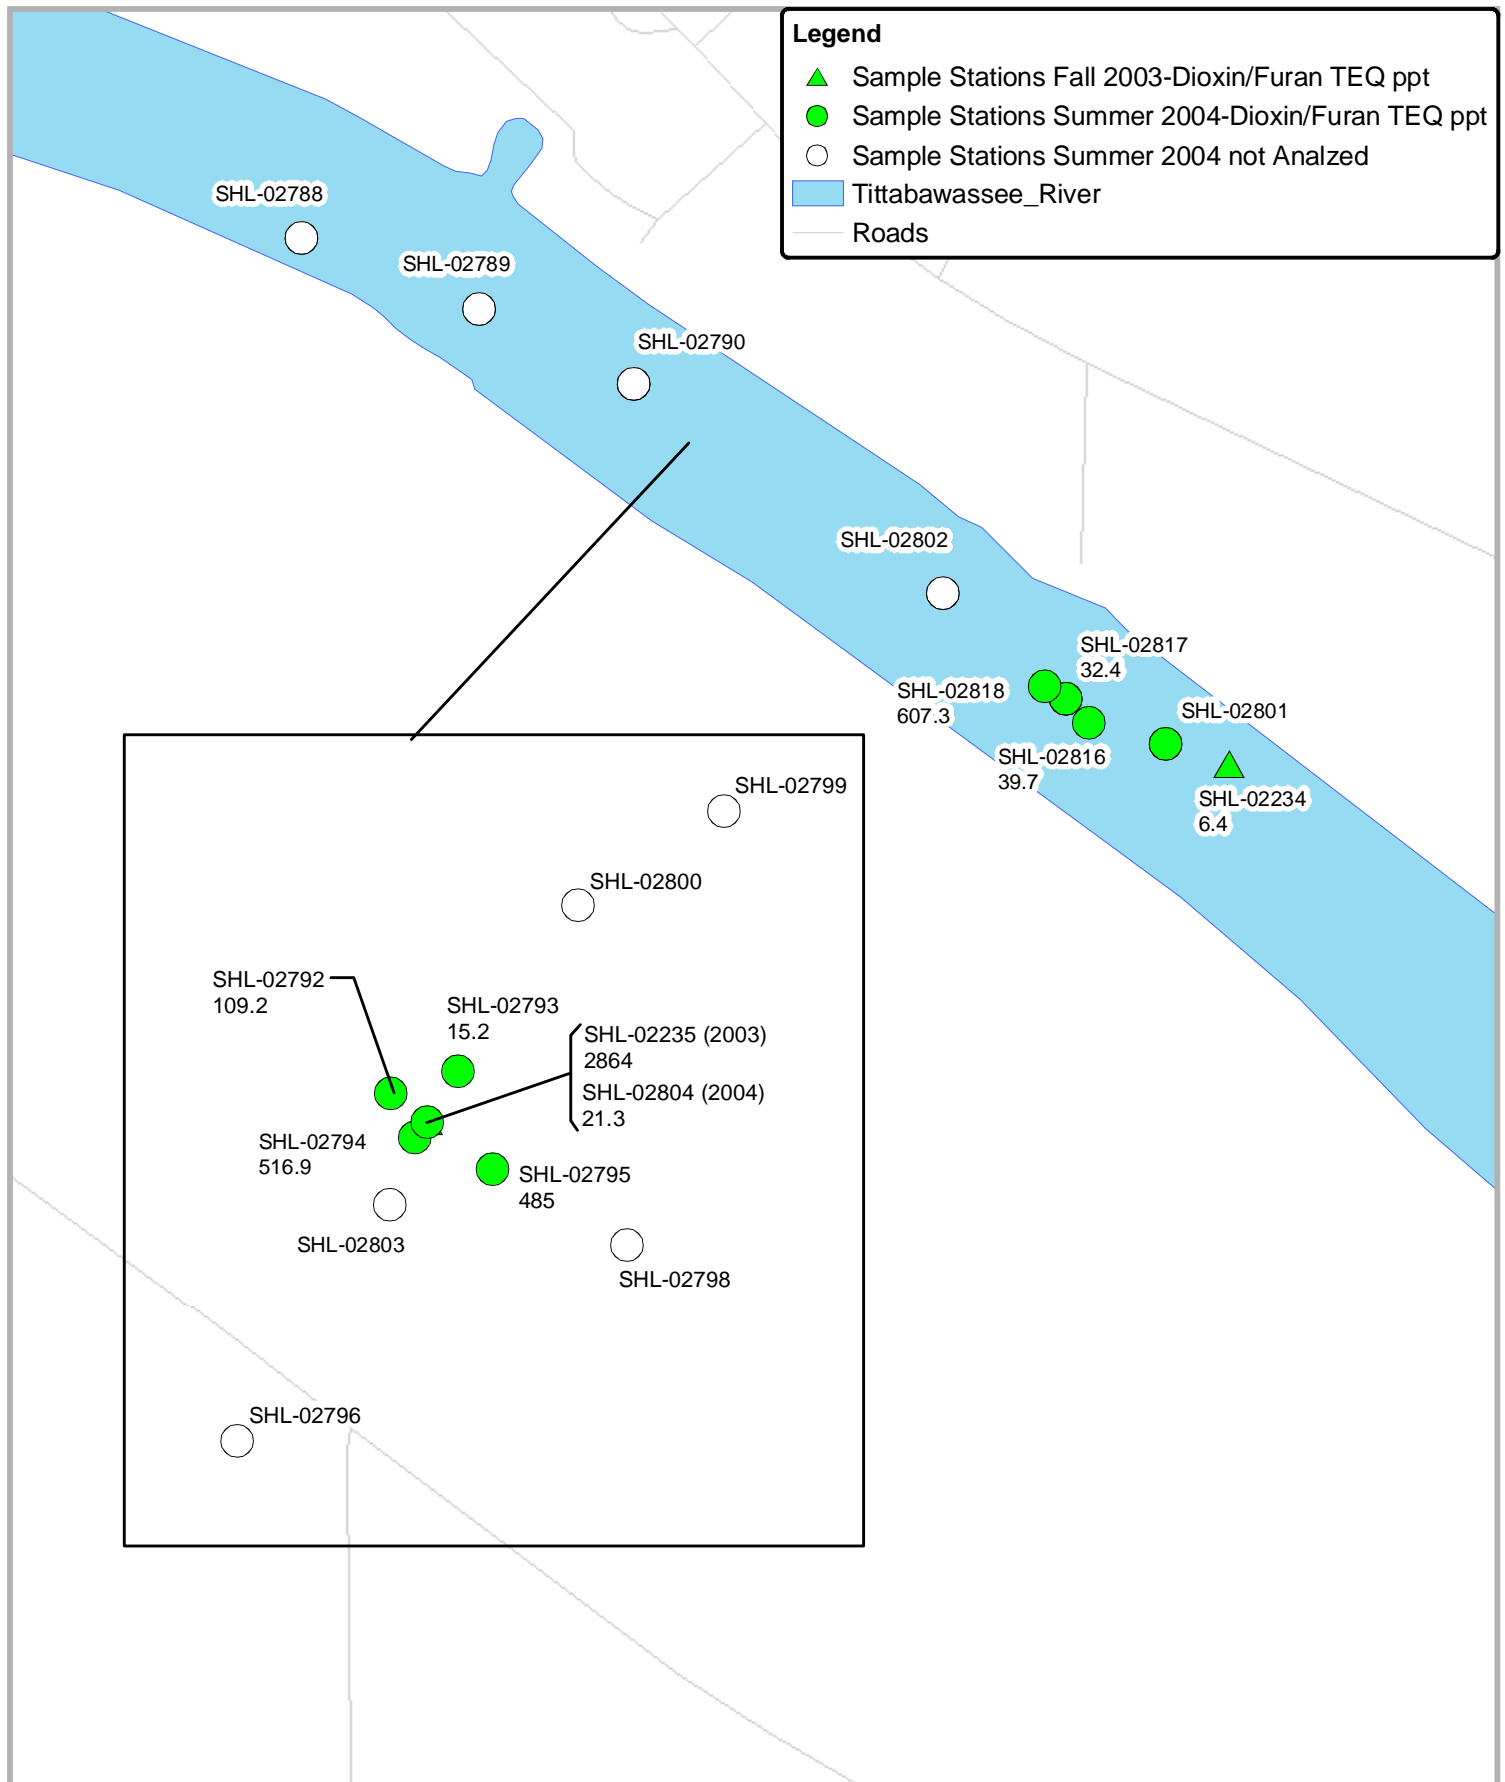 Legend
Sample Stations Fall 2003-Dioxin/Furan TEQ ppt
Sample Stations Summer 2004-Dioxin/Furan TEQ ppt
Sample Stations Summer 2004 not Analzed
Tittabawassee_River
Roads
SHL-02788
SHL-02789
SHL-02790
SHL-02802
SHL-02817
32.4
SHL-02818
607.3
SHL-02801
SHL-02816
39.7
SHL-02234
6.4
SHL-02799
SHL-02800
SHL-02792
109.2
SHL-02793
15.2
SHL-02235 (2003)
2864
SHL-02804 (2004)
21.3
SHL-02794
516.9
SHL-02795
485
SHL-02803
SHL-02798
SHL-02796